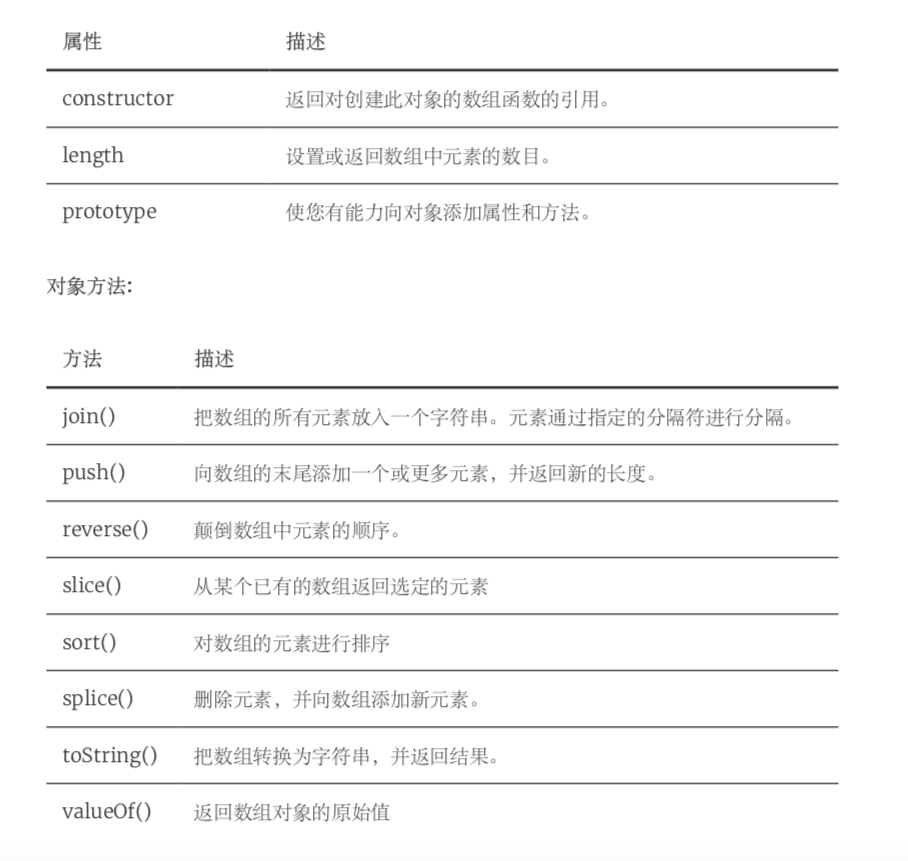 属性 描述
constructor 返回对创建此对象的数组函数的引用。
length 设置或返回数组中元素的数目。
prototype 使您有能力向对象添加属性和方法。
对象方法:
方法 描述
join() 把数组的所有元素放入一个字符串。元素通过指定的分隔符进行分隔。
push() 向数组的末尾添加一个或更多元素，并返回新的长度。
reverse() 颠倒数组中元素的顺序。
slice() 从某个已有的数组返回选定的元素
sort() 对数组的元素进行排序
splice() 删除元素，并向数组添加新元素。
toString() 把数组转换为字符串，并返回结果。
valueOf() 返回数组对象的原始值